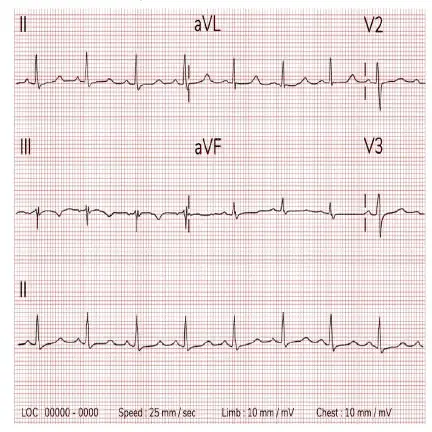 II aVL V2
III aVF V3
II
LOC 00000 - 0000 Speed : 25 mm / sec Limb : 10 mm / mV Chest : 10 mm / mV